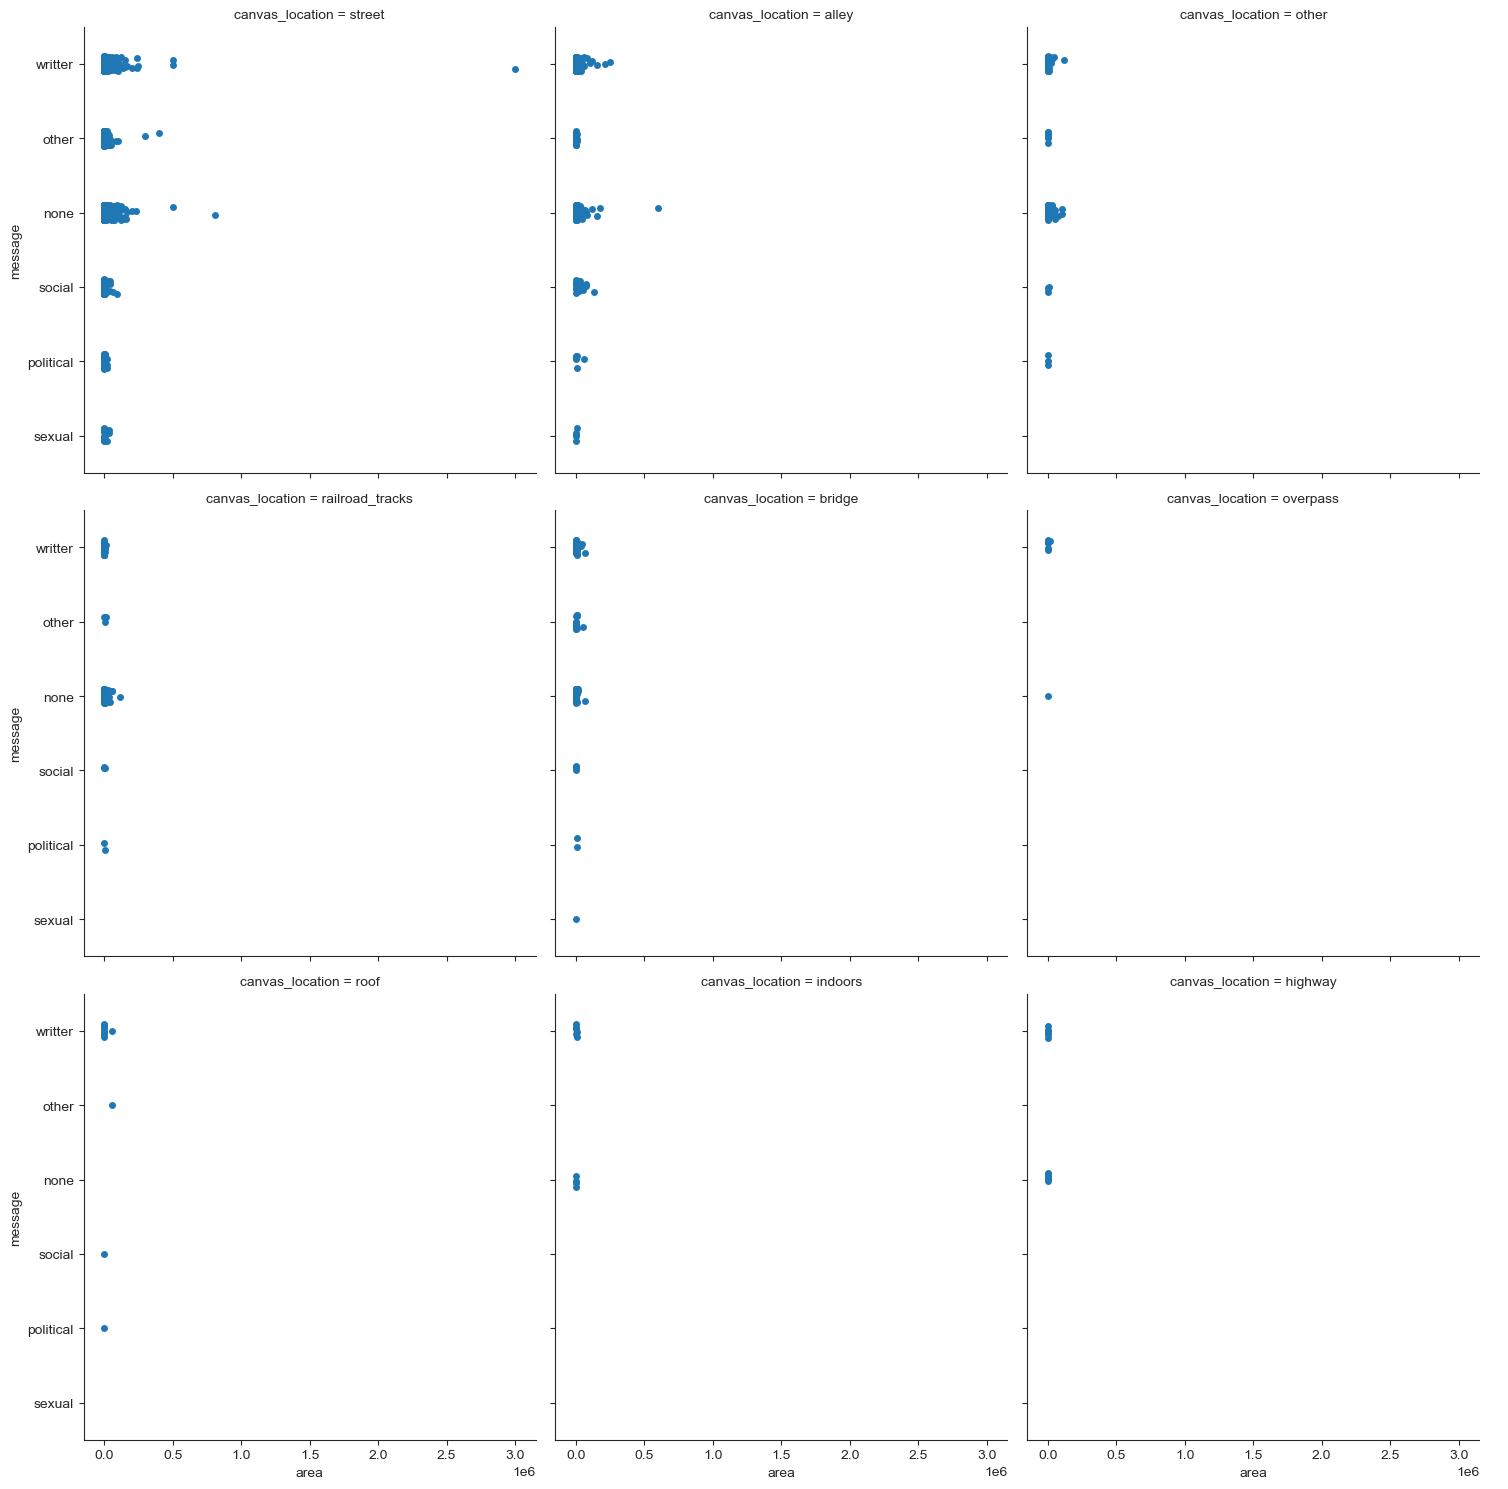 canvas_location = street
canvas_location = alley
canvas_location = other
message
writter
other
none
social
political
sexual
canvas_location = railroad_tracks
canvas_location = bridge
canvas_location = overpass
message
writter
other
none
social
political
sexual
canvas_location = roof
canvas_location = indoors
canvas_location = highway
message
writter
other
none
social
political
sexual
0.0 0.5 1.0 1.5 2.0 2.5 3.0
area
1e6
0.0 0.5 1.0 1.5 2.0 2.5 3.0
area
1e6
0.0 0.5 1.0 1.5 2.0 2.5 3.0
area
1e6